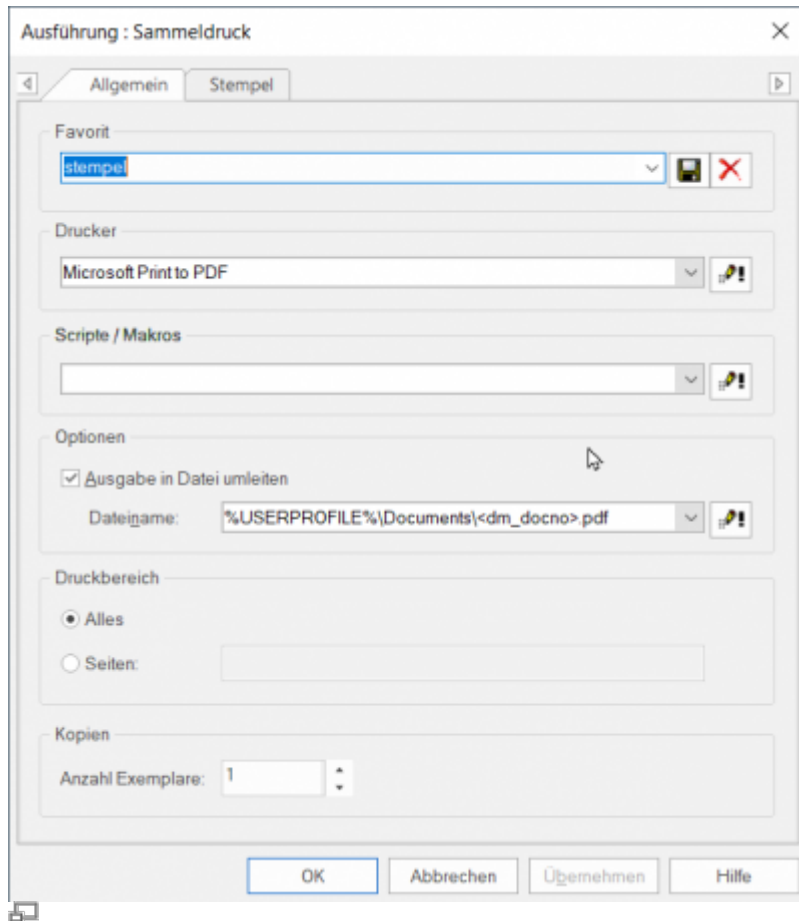 Ausführung : Sammeldruck
Allgemein Stempel
Favorit
stempel
Drucker
Microsoft Print to PDF
Scripte / Makros
Optionen
Ausgabe in Datei umleiten
Dateiname: %USERPROFILE%\Documents\<dm_docno>.pdf
Druckbereich
Alles
Seiten:
Kopien
Anzahl Exemplare: 1
OK Abbrechen Übernehmen Hilfe